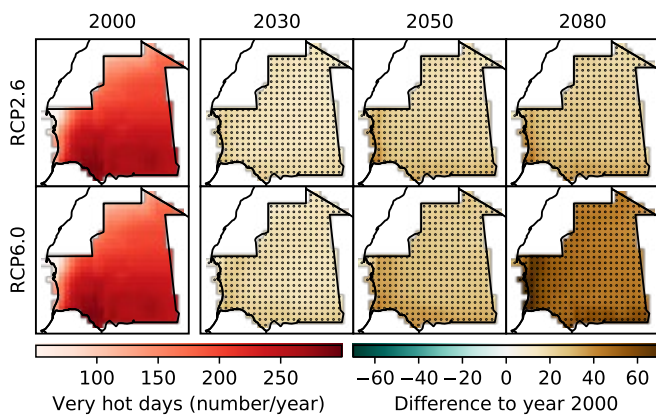 2000 2030 2050 2080
RCP2.6
RCP6.0
100 150 200 250 −60 −40 −20 0 20 40 60
Very hot days (number/year) Difference to year 2000